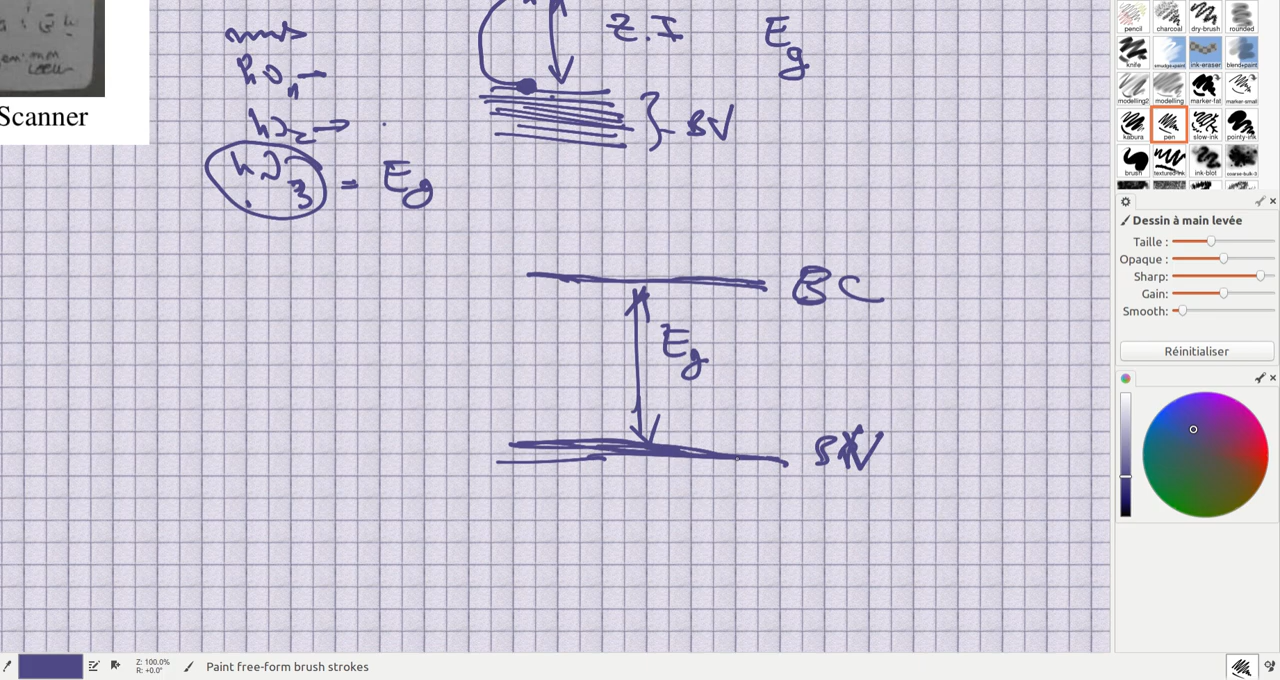 Scanner
Z.I
Eg
BV
hν₁ →
hν₂ →
hν₃ = Eg
BC
Eg
BV
pencil charcoal dry-brush rounded
knife smudge+paint ink-eraser blend+paint
modelling2 modelling marker-fat marker-small
kabura pen slow-ink pointy-ink
brush textured-ink ink-blot coarse-bulk-3
Dessin à main levée
Taille :
Opaque :
Sharp:
Gain:
Smooth:
Réinitialiser
Z: 100.0%
R: +0.0°
Paint free-form brush strokes